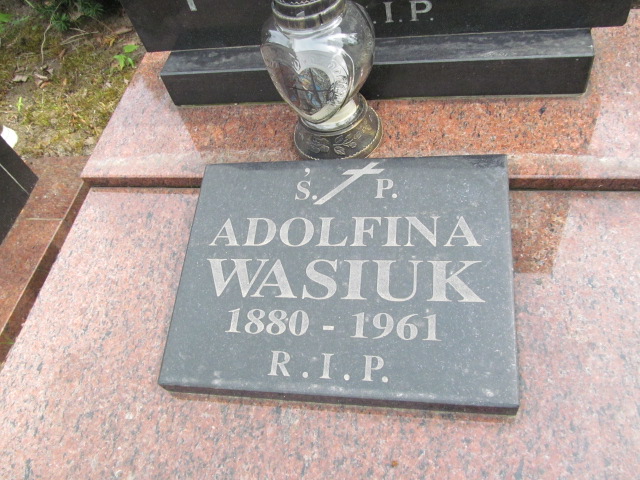 .I.P.
Ś. P.
ADOLFINA
WASIUK
1880 - 1961
R.I.P.